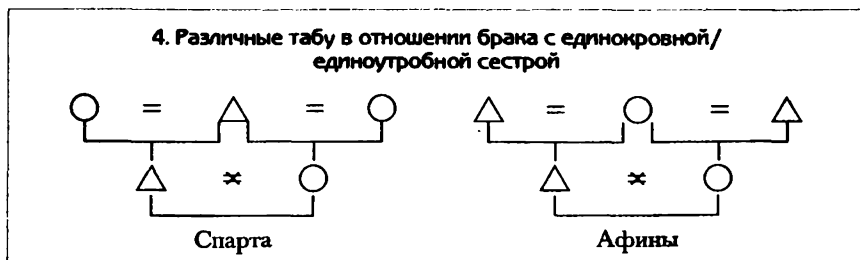 4. Различные табу в отношении брака с единокровной/
единоутробной сестрой
= = = =
* *
Спарта Афины